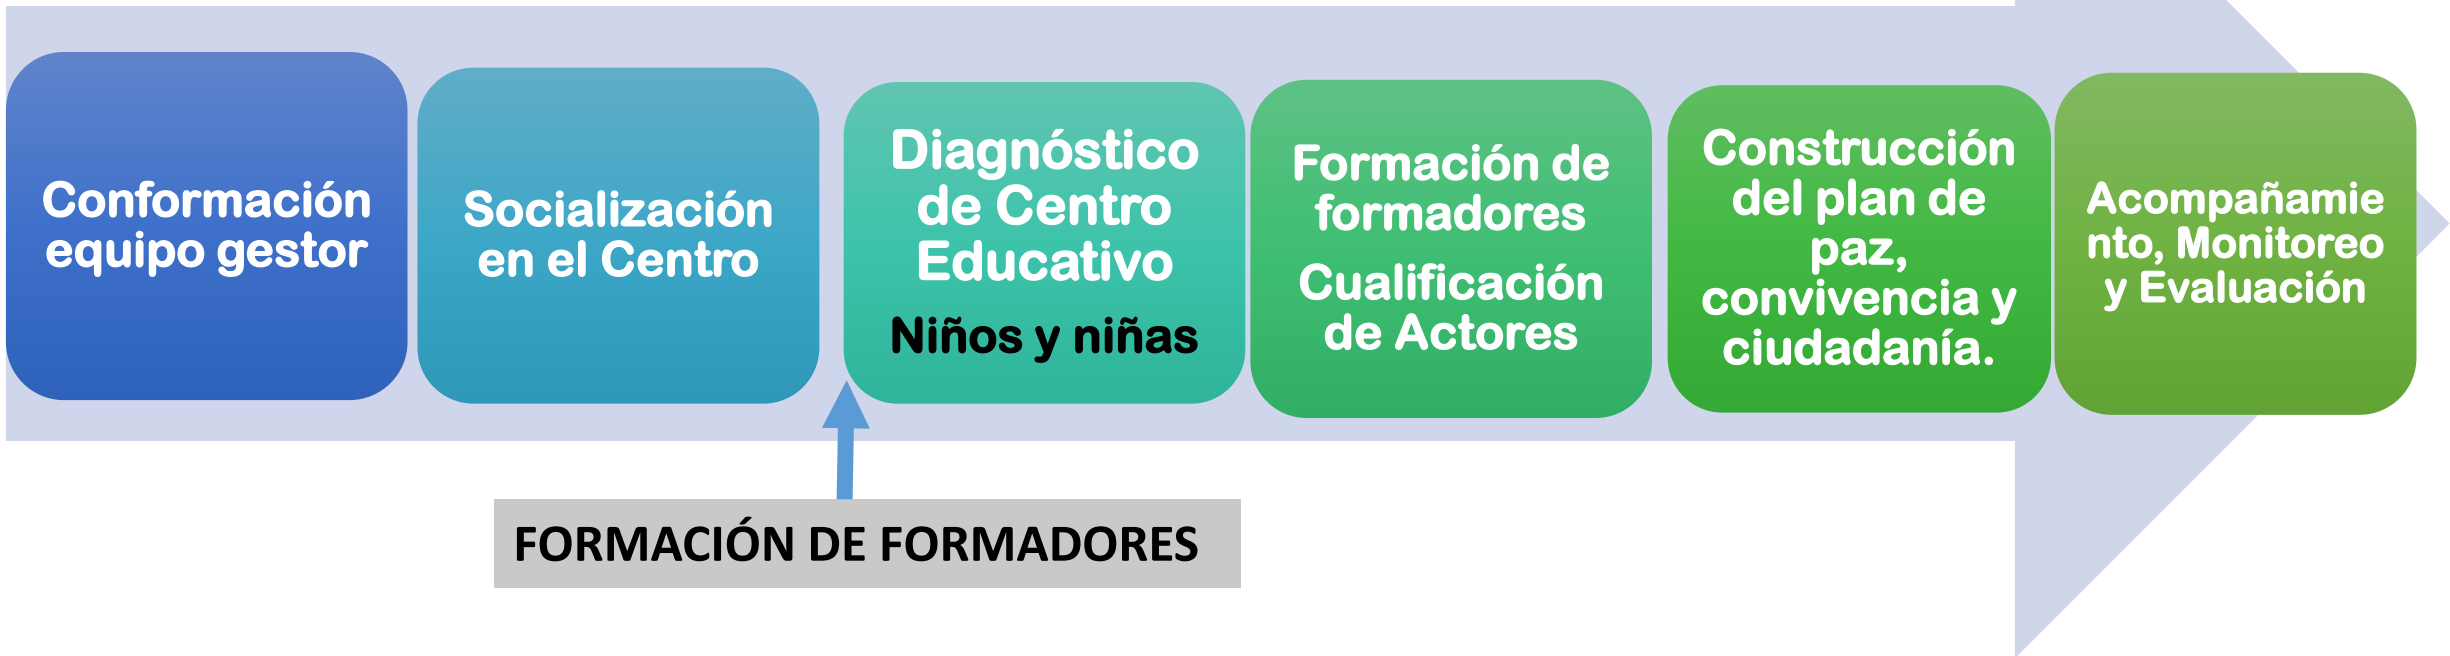 Conformación
equipo gestor
Socialización
en el Centro
Diagnóstico
de Centro
Educativo
Niños y niñas
Formación de
formadores
Cualificación
de Actores
Construcción
del plan de
paz,
convivencia y
ciudadanía.
Acompañamie
nto, Monitoreo
y Evaluación
FORMACIÓN DE FORMADORES